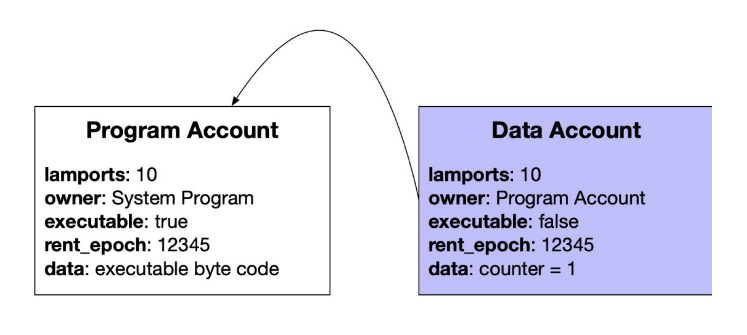 Program Account
lamports: 10
owner: System Program
executable: true
rent_epoch: 12345
data: executable byte code
Data Account
lamports: 10
owner: Program Account
executable: false
rent_epoch: 12345
data: counter = 1